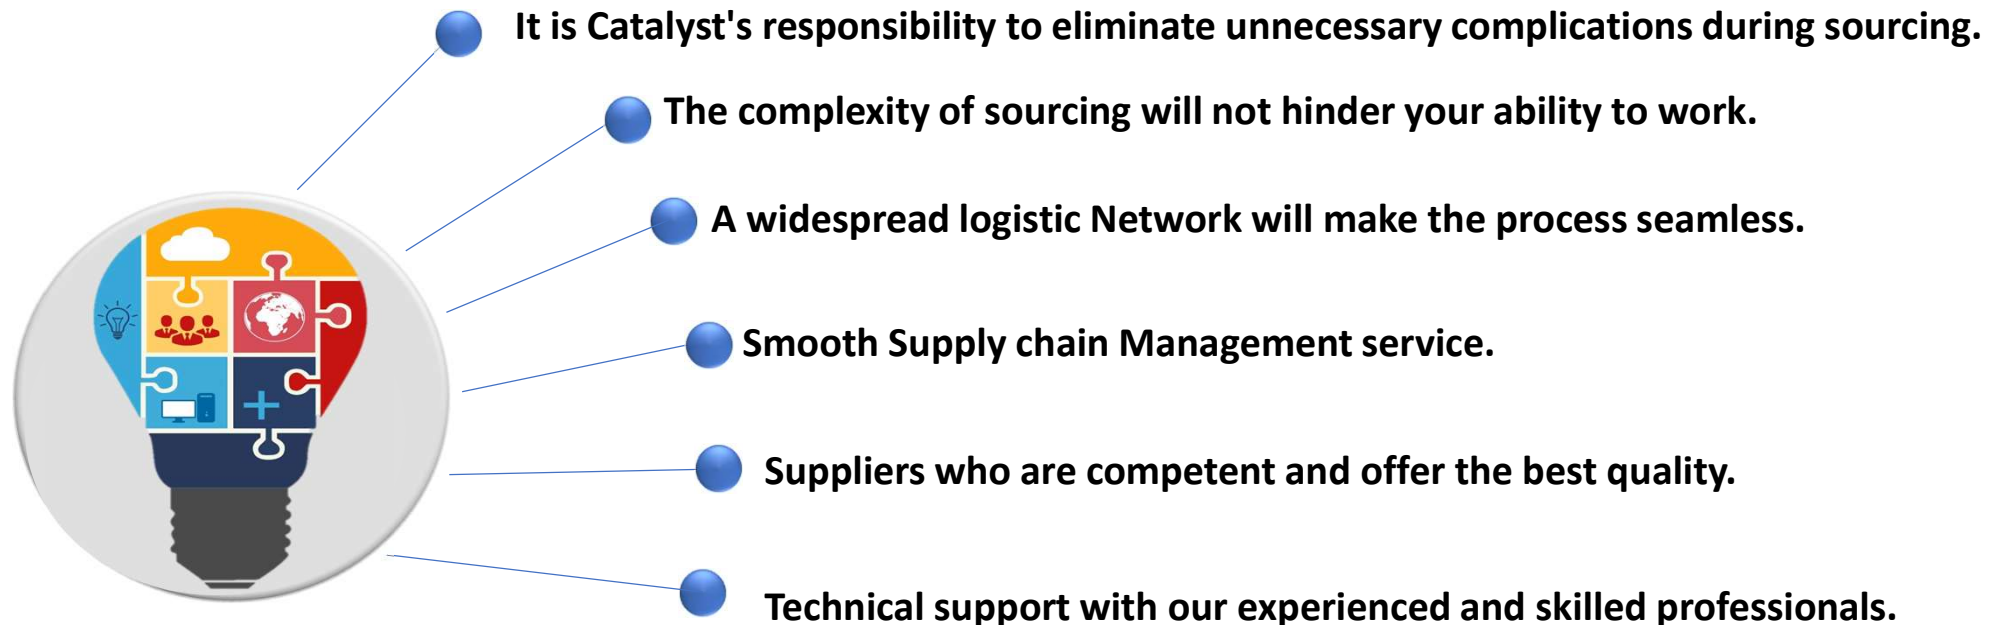 It is Catalyst's responsibility to eliminate unnecessary complications during sourcing.
The complexity of sourcing will not hinder your ability to work.
A widespread logistic Network will make the process seamless.
Smooth Supply chain Management service.
Suppliers who are competent and offer the best quality.
Technical support with our experienced and skilled professionals.